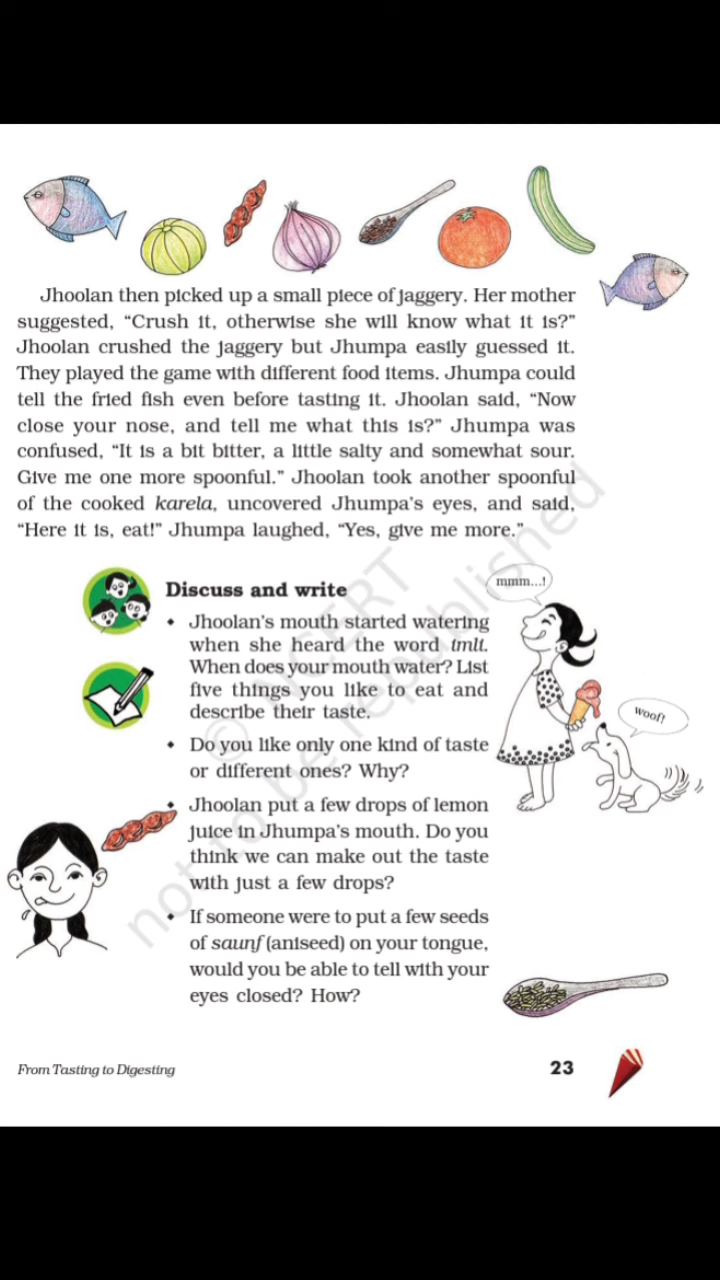 Jhoolan then picked up a small piece of jaggery. Her mother
suggested, “Crush it, otherwise she will know what it is?”
Jhoolan crushed the jaggery but Jhumpa easily guessed it.
They played the game with different food items. Jhumpa could
tell the fried fish even before tasting it. Jhoolan said, “Now
close your nose, and tell me what this is?” Jhumpa was
confused, “It is a bit bitter, a little salty and somewhat sour.
Give me one more spoonful.” Jhoolan took another spoonful
of the cooked karela, uncovered Jhumpa’s eyes, and said,
“Here it is, eat!” Jhumpa laughed, “Yes, give me more.”
Discuss and write
mmm...!
• Jhoolan’s mouth started watering
when she heard the word imli.
When does your mouth water? List
five things you like to eat and
describe their taste.
woof!
• Do you like only one kind of taste
or different ones? Why?
• Jhoolan put a few drops of lemon
juice in Jhumpa’s mouth. Do you
think we can make out the taste
with just a few drops?
• If someone were to put a few seeds
of saunf (aniseed) on your tongue,
would you be able to tell with your
eyes closed? How?
© NCERT
not to be republished
From Tasting to Digesting
23